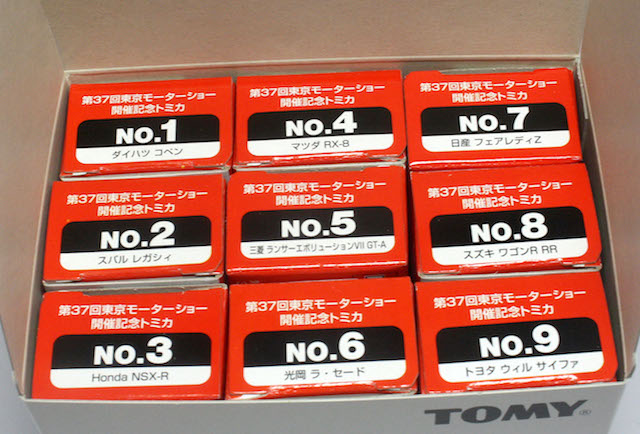 第37回東京モーターショー
開催記念トミカ
NO.1
ダイハツ コペン
第37回東京モーターショー
開催記念トミカ
NO.4
マツダ RX-8
第37回東京モーターショー
開催記念トミカ
NO.7
日産 フェアレディZ
第37回東京モーターショー
開催記念トミカ
NO.2
スバル レガシィ
第37回東京モーターショー
開催記念トミカ
NO.5
三菱 ランサーエボリューションVII GT-A
第37回東京モーターショー
開催記念トミカ
NO.8
スズキ ワゴンR RR
第37回東京モーターショー
開催記念トミカ
NO.3
Honda NSX-R
第37回東京モーターショー
開催記念トミカ
NO.6
光岡 ラ・セード
第37回東京モーターショー
開催記念トミカ
NO.9
トヨタ ウィル サイファ
TOMY®